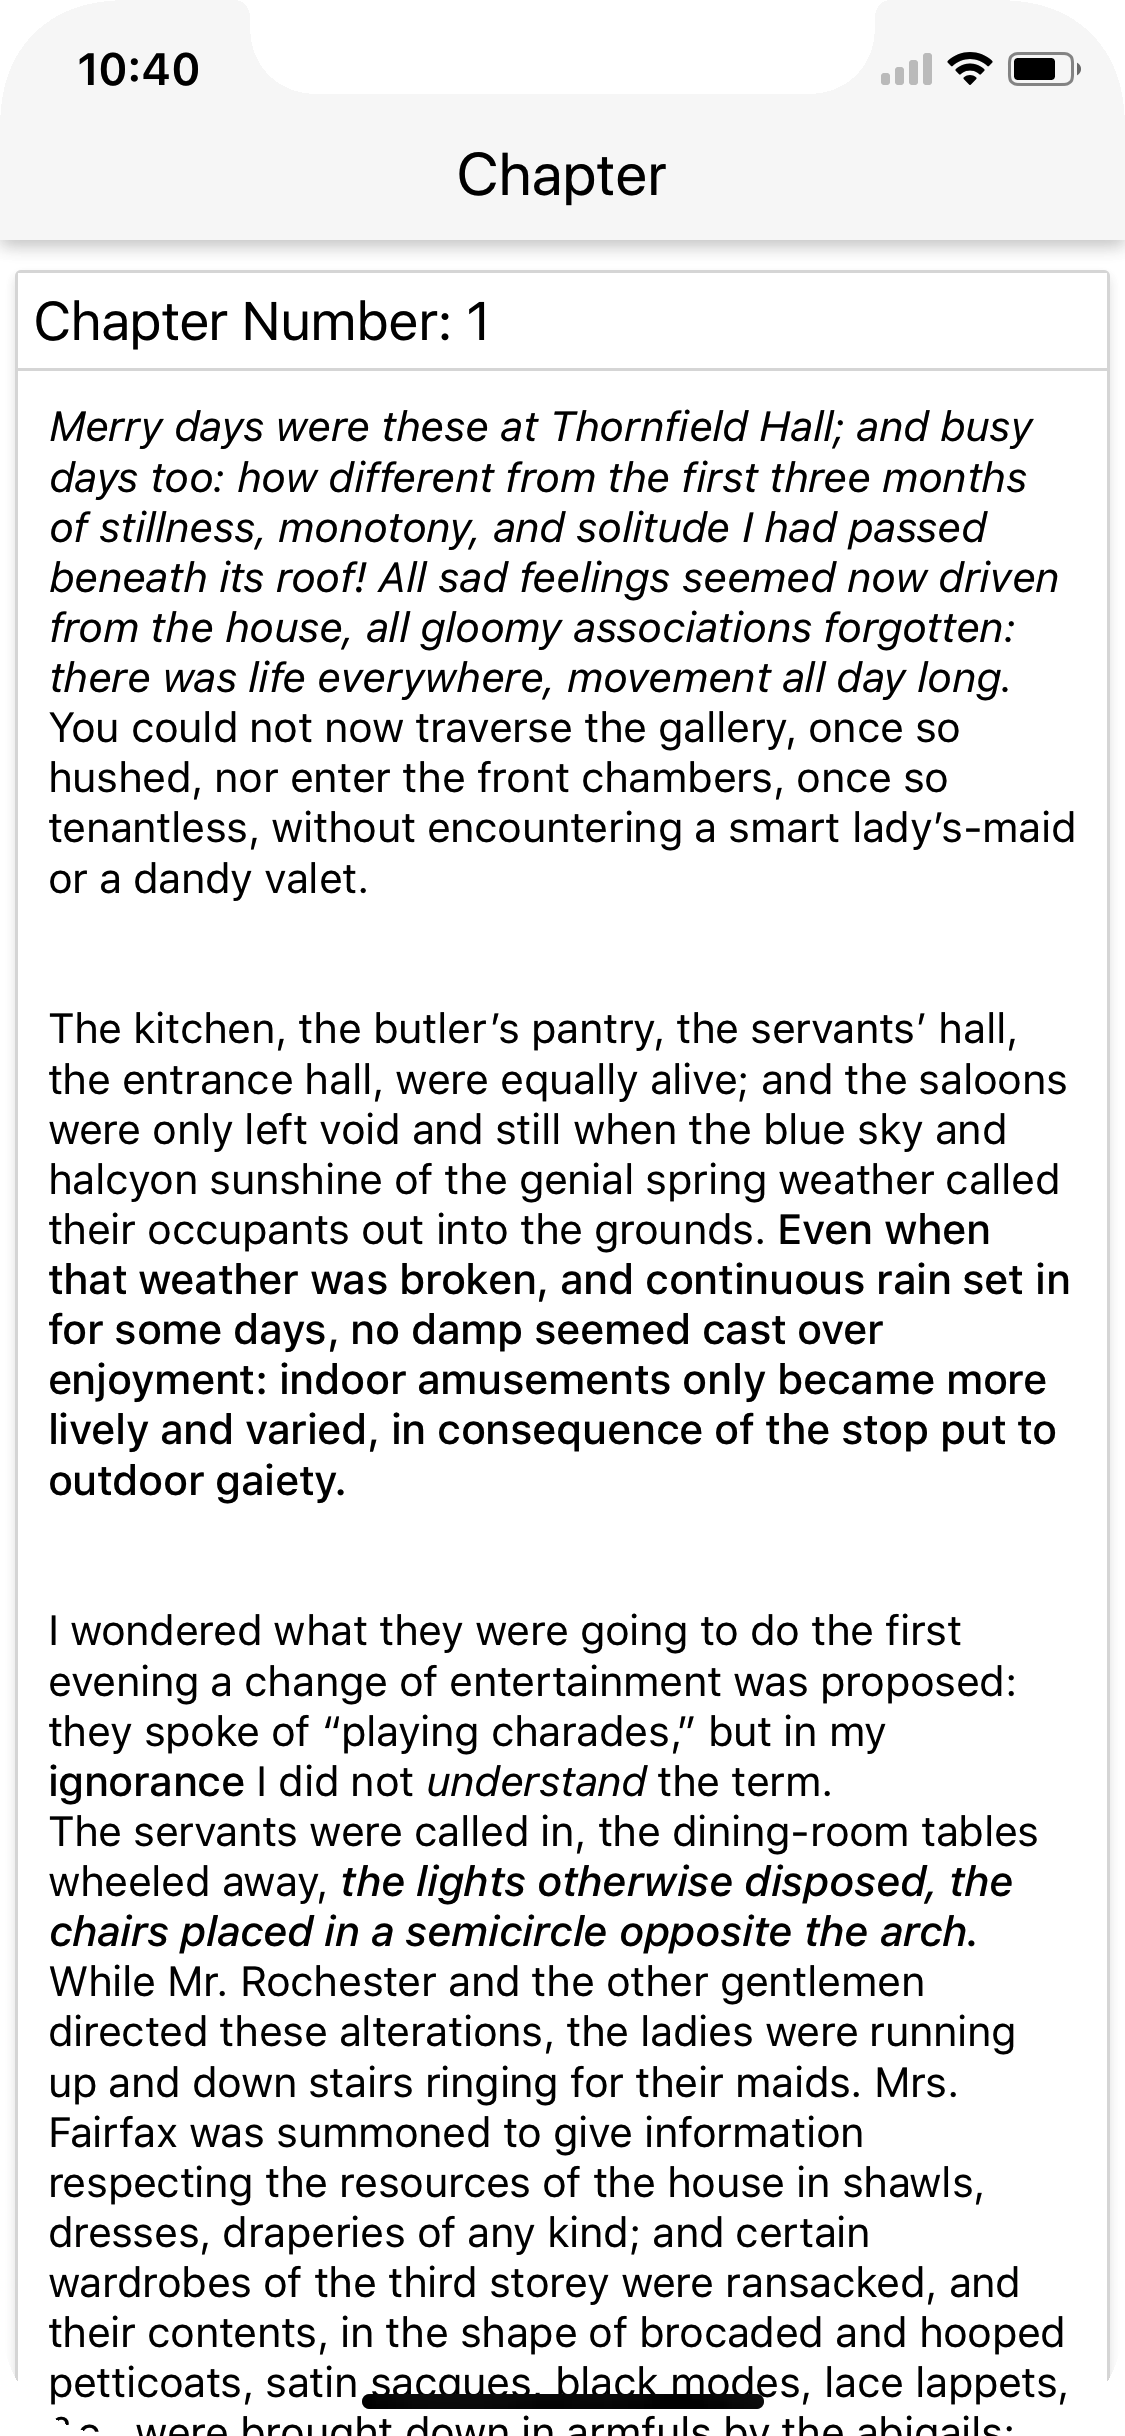 10:40
Chapter
Chapter Number: 1
Merry days were these at Thornfield Hall; and busy
days too: how different from the first three months
of stillness, monotony, and solitude I had passed
beneath its roof! All sad feelings seemed now driven
from the house, all gloomy associations forgotten:
there was life everywhere, movement all day long.
You could not now traverse the gallery, once so
hushed, nor enter the front chambers, once so
tenantless, without encountering a smart lady’s-maid
or a dandy valet.
The kitchen, the butler’s pantry, the servants’ hall,
the entrance hall, were equally alive; and the saloons
were only left void and still when the blue sky and
halcyon sunshine of the genial spring weather called
their occupants out into the grounds. Even when
that weather was broken, and continuous rain set in
for some days, no damp seemed cast over
enjoyment: indoor amusements only became more
lively and varied, in consequence of the stop put to
outdoor gaiety.
I wondered what they were going to do the first
evening a change of entertainment was proposed:
they spoke of “playing charades,” but in my
ignorance I did not understand the term.
The servants were called in, the dining-room tables
wheeled away, the lights otherwise disposed, the
chairs placed in a semicircle opposite the arch.
While Mr. Rochester and the other gentlemen
directed these alterations, the ladies were running
up and down stairs ringing for their maids. Mrs.
Fairfax was summoned to give information
respecting the resources of the house in shawls,
dresses, draperies of any kind; and certain
wardrobes of the third storey were ransacked, and
their contents, in the shape of brocaded and hooped
petticoats, satin sacques, black modes, lace lappets,
were brought down in armfuls by the abigails;